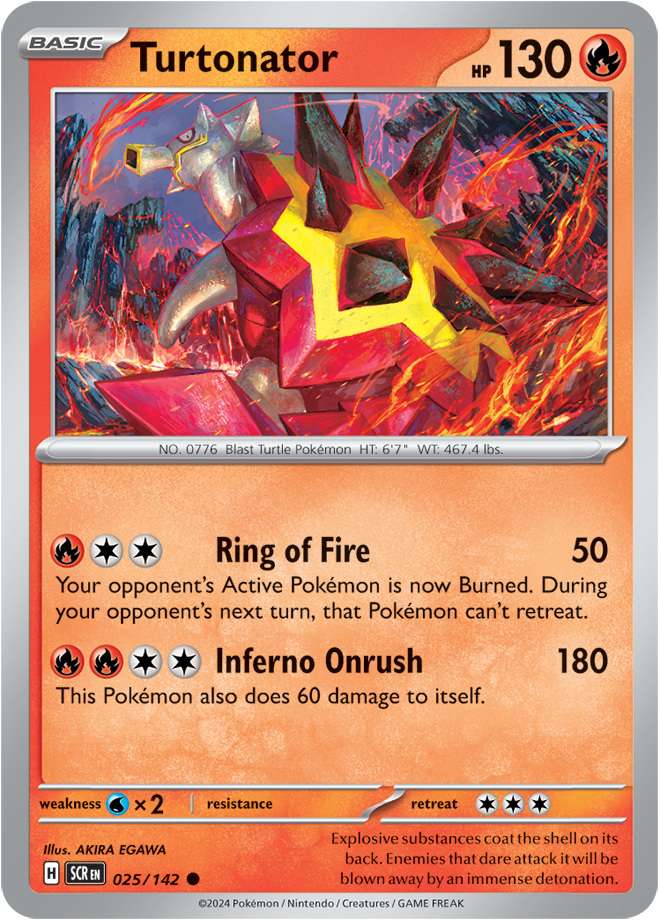 BASIC Turtonator HP 130
NO. 0776 Blast Turtle Pokémon HT: 6'7" WT: 467.4 lbs.
Ring of Fire 50
Your opponent's Active Pokémon is now Burned. During
your opponent's next turn, that Pokémon can't retreat.
Inferno Onrush 180
This Pokémon also does 60 damage to itself.
weakness ×2 resistance retreat
Illus. AKIRA EGAWA
H SCR EN 025/142
Explosive substances coat the shell on its
back. Enemies that dare attack it will be
blown away by an immense detonation.
©2024 Pokémon / Nintendo / Creatures / GAME FREAK